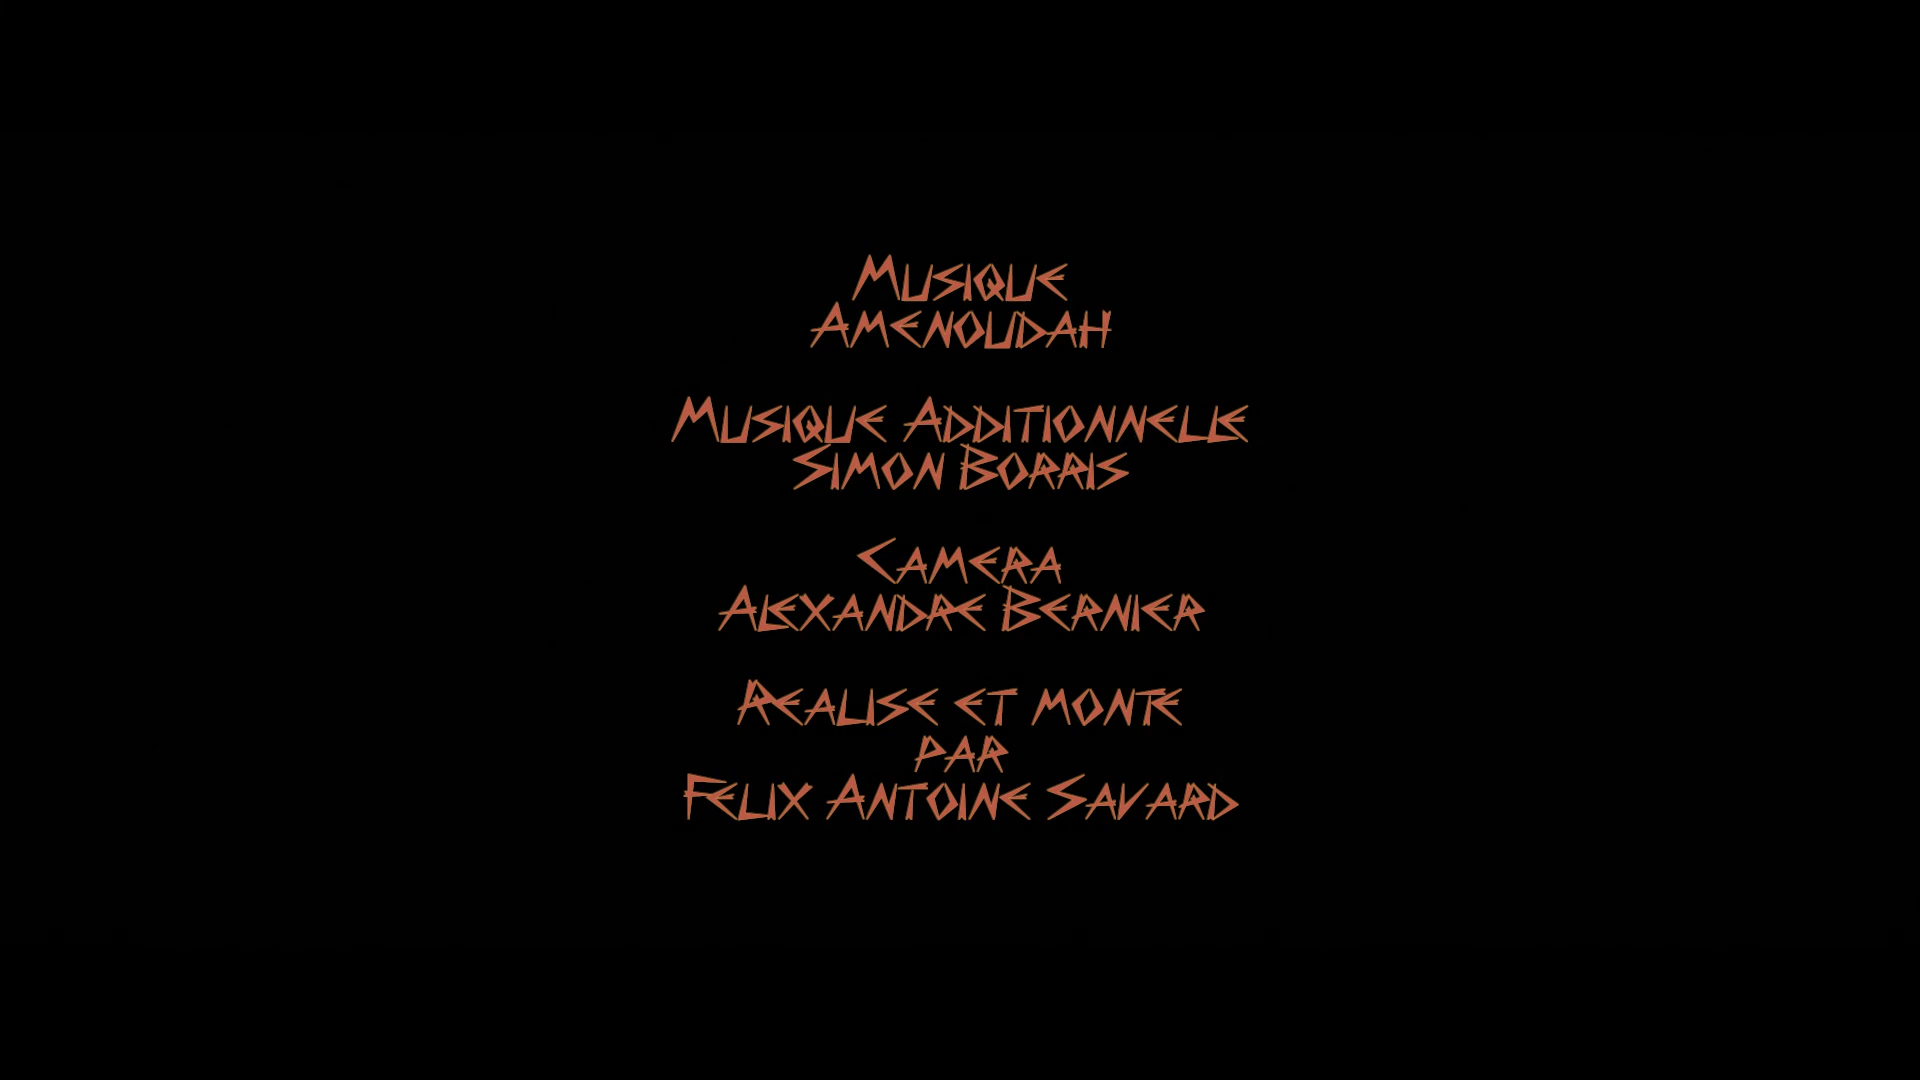 Musique
Amenoudah
Musique Additionnelle
Simon Borris
Camera
Alexandre Bernier
Realise et monte
par
Felix Antoine Savard